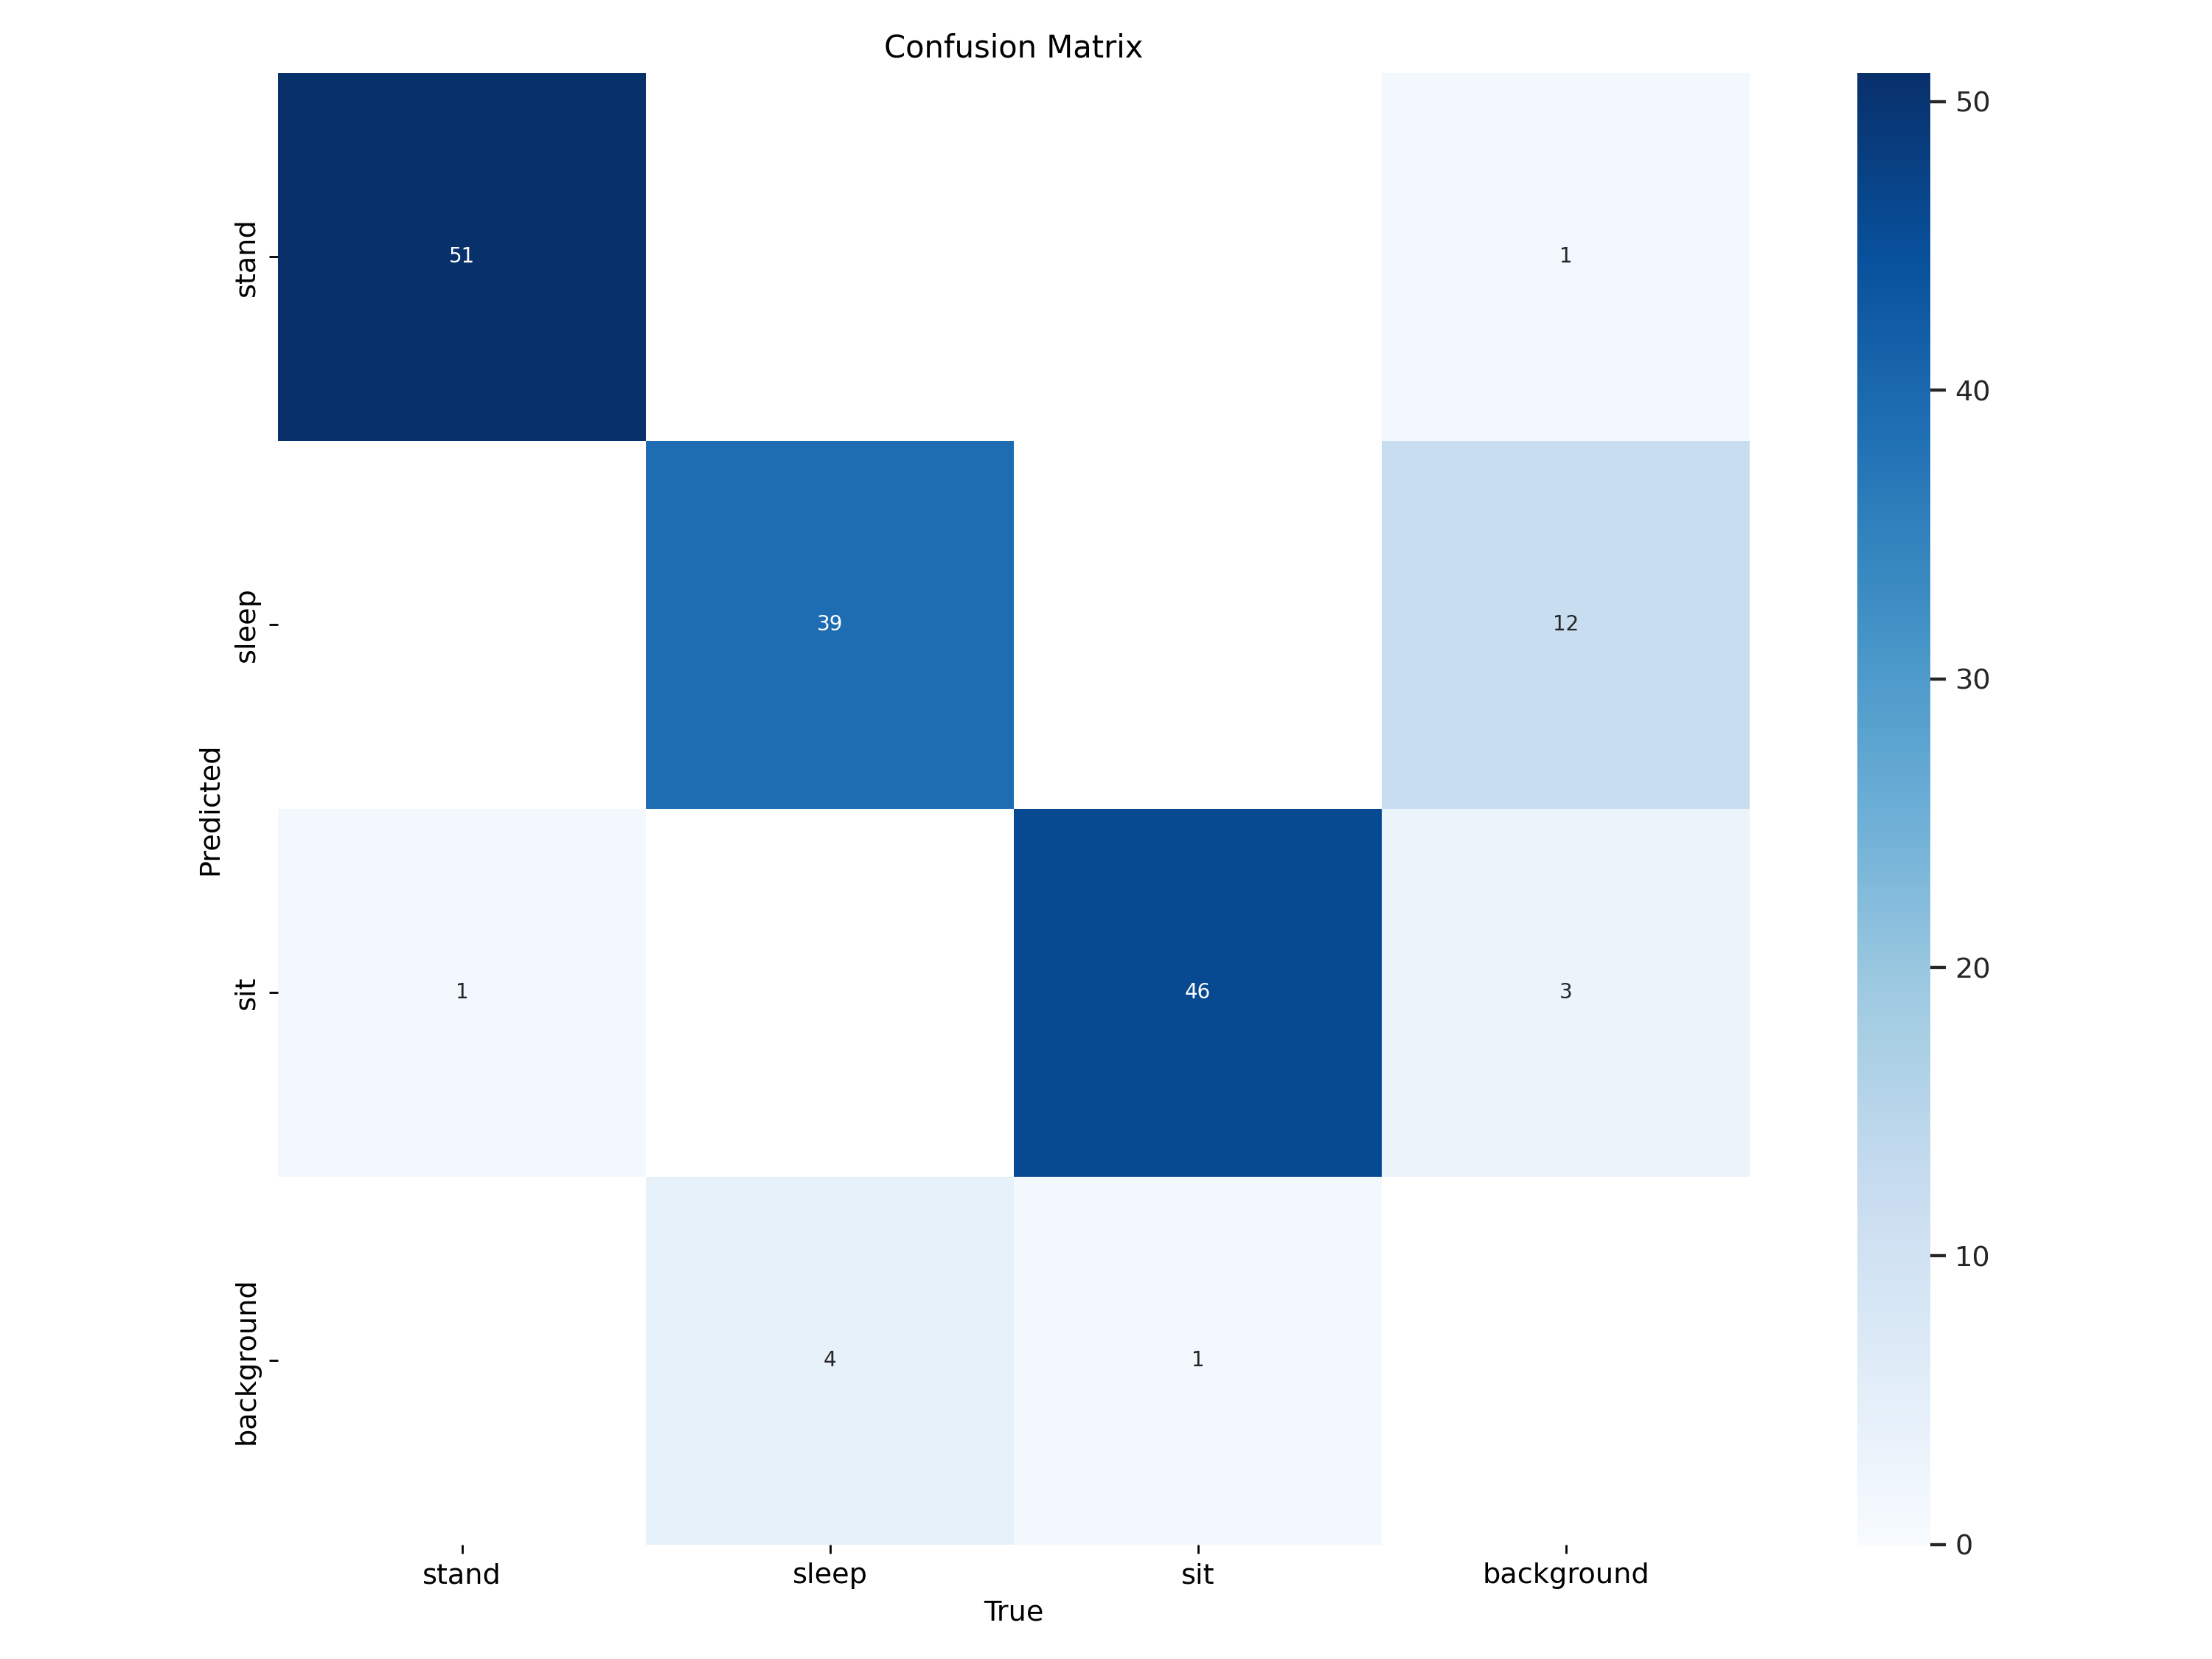 Confusion Matrix
stand
51
1
50
40
sleep
39
12
30
Predicted
sit
1
46
3
20
background
4
1
10
0
stand
sleep
sit
background
True